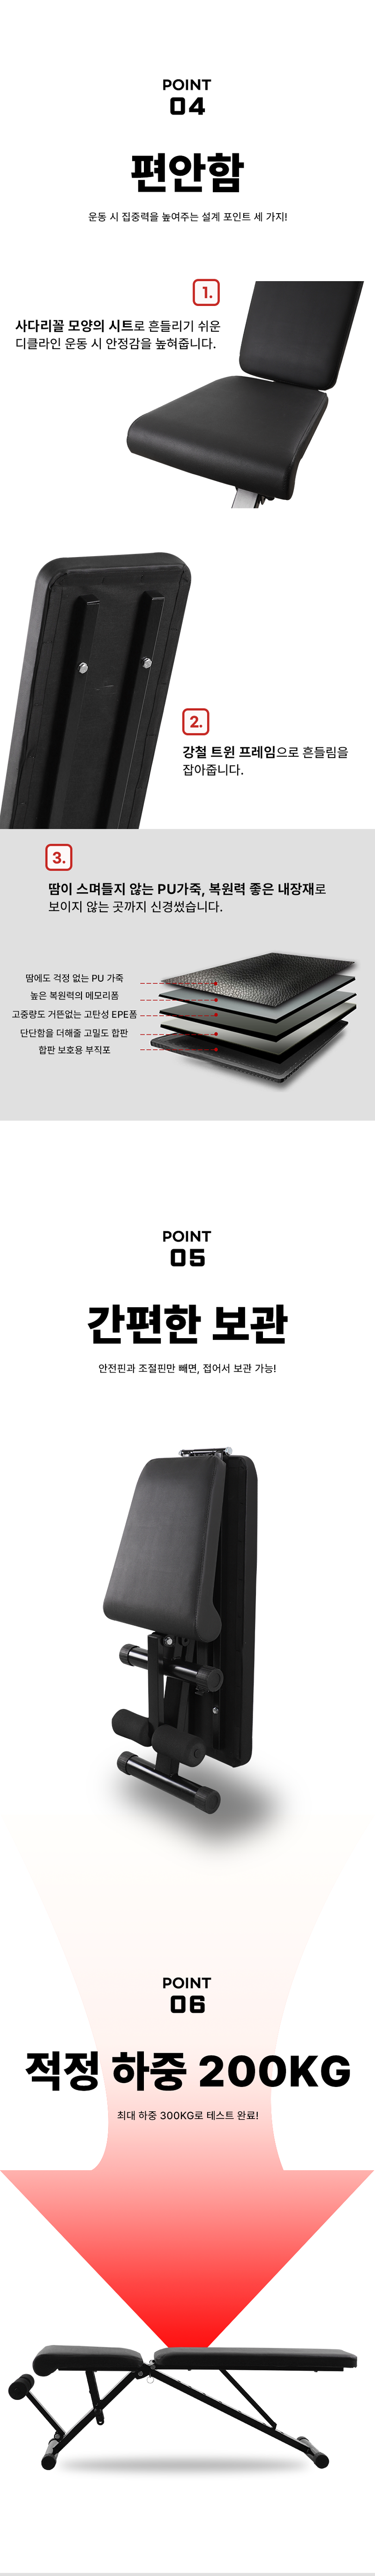 POINT
04
편안함
운동 시 집중력을 높여주는 설계 포인트 세 가지!
1.
사다리꼴 모양의 시트로 흔들리기 쉬운
디클라인 운동 시 안정감을 높혀줍니다.
2.
강철 트윈 프레임으로 흔들림을
잡아줍니다.
3.
땀이 스며들지 않는 PU가죽, 복원력 좋은 내장재로
보이지 않는 곳까지 신경썼습니다.
땀에도 걱정 없는 PU 가죽
높은 복원력의 메모리폼
고중량도 거뜬없는 고탄성 EPE폼
단단함을 더해줄 고밀도 합판
합판 보호용 부직포
POINT
05
간편한 보관
안전핀과 조절핀만 빼면, 접어서 보관 가능!
POINT
06
적정 하중 200KG
최대 하중 300KG로 테스트 완료!